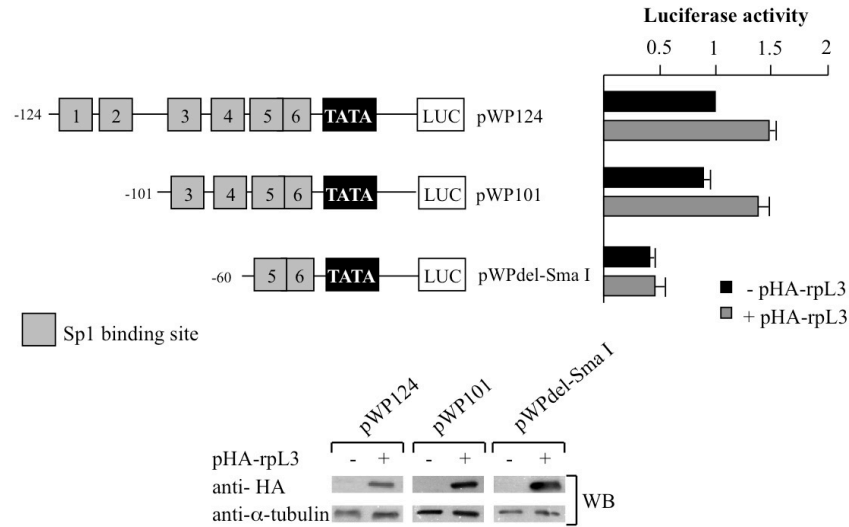 Luciferase activity
0.5 1 1.5 2
-124 1 2 3 4 5 6 TATA LUC pWP124
-101 3 4 5 6 TATA LUC pWP101
-60 5 6 TATA LUC pWPdel-Sma I
- pHA-rpL3
+ pHA-rpL3
Sp1 binding site
pWP124 pWP101 pWPdel-Sma I
pHA-rpL3 - + - + - +
anti- HA
anti-α-tubulin
WB